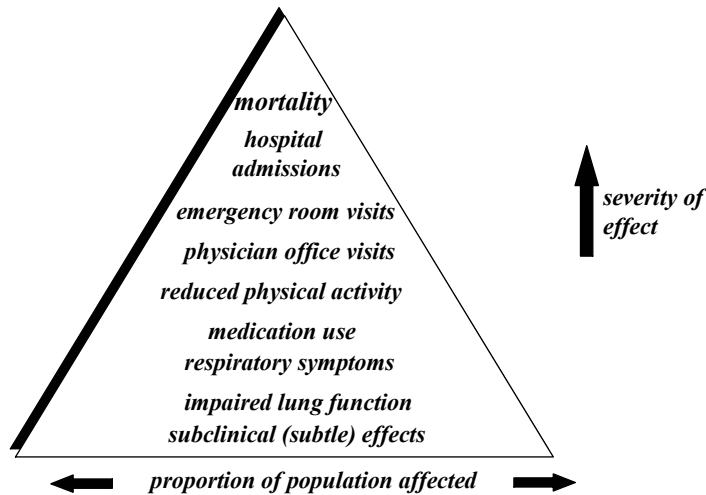 mortality
hospital
admissions
emergency room visits
physician office visits
reduced physical activity
medication use
respiratory symptoms
impaired lung function
subclinical (subtle) effects
proportion of population affected
severity of
effect